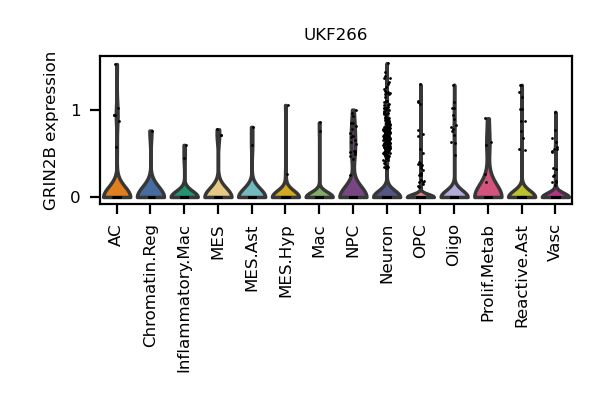 UKF266
GRIN2B expression
1
0
AC
Chromatin.Reg
Inflammatory.Mac
MES
MES.Ast
MES.Hyp
Mac
NPC
Neuron
OPC
Oligo
Prolif.Metab
Reactive.Ast
Vasc